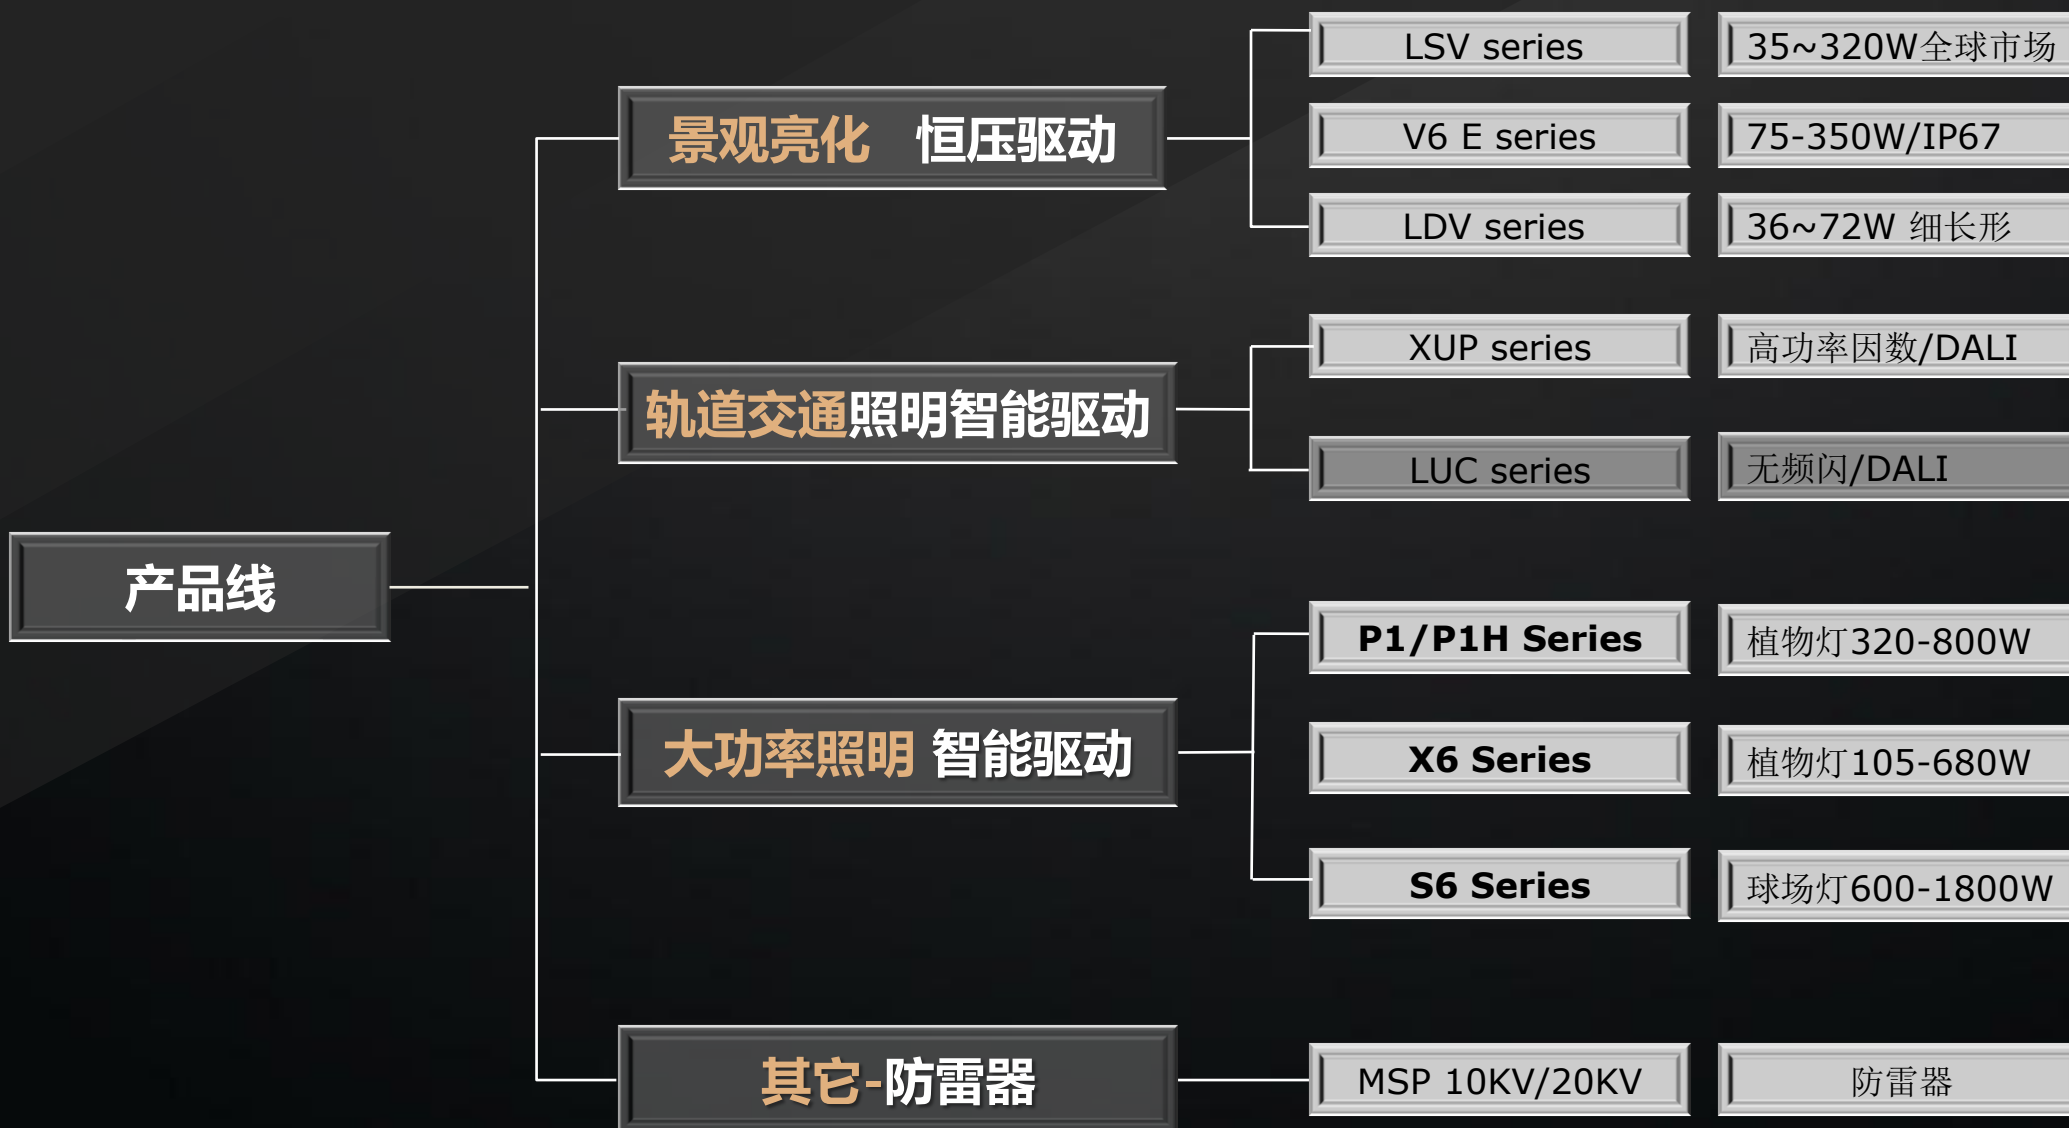 产品线
景观亮化 恒压驱动
LSV series 35~320W全球市场
V6 E series 75-350W/IP67
LDV series 36~72W 细长形
轨道交通照明智能驱动
XUP series 高功率因数/DALI
LUC series 无频闪/DALI
大功率照明 智能驱动
P1/P1H Series 植物灯320-800W
X6 Series 植物灯105-680W
S6 Series 球场灯600-1800W
其它-防雷器
MSP 10KV/20KV 防雷器